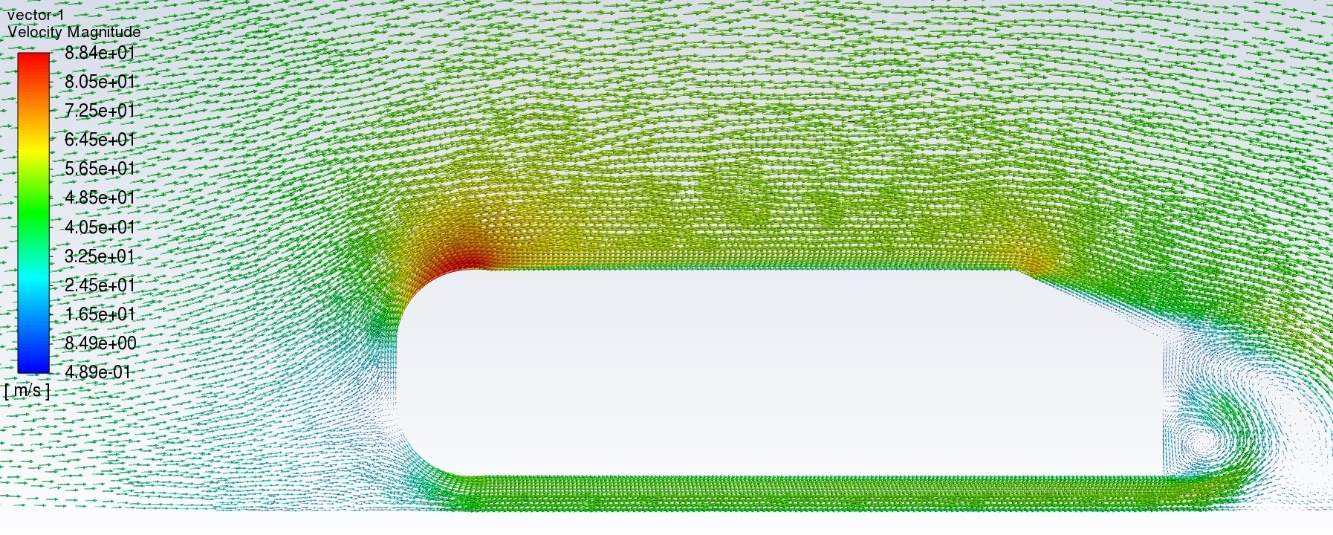 vector-1
Velocity Magnitude
8.84e+01
8.05e+01
7.25e+01
6.45e+01
5.65e+01
4.85e+01
4.05e+01
3.25e+01
2.45e+01
1.65e+01
8.49e+00
4.89e-01
[ m/s ]